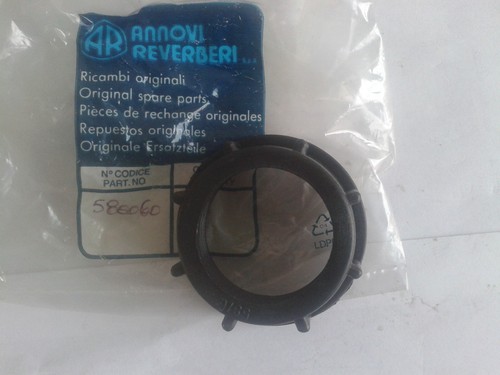 AR ANNOVI
REVERBERI
Ricambi originali
Original spare parts
Pièces de rechange originales
Repuestos originales
Originale Ersatzteile
N° CODICE
PART. NO
586060
LDPE